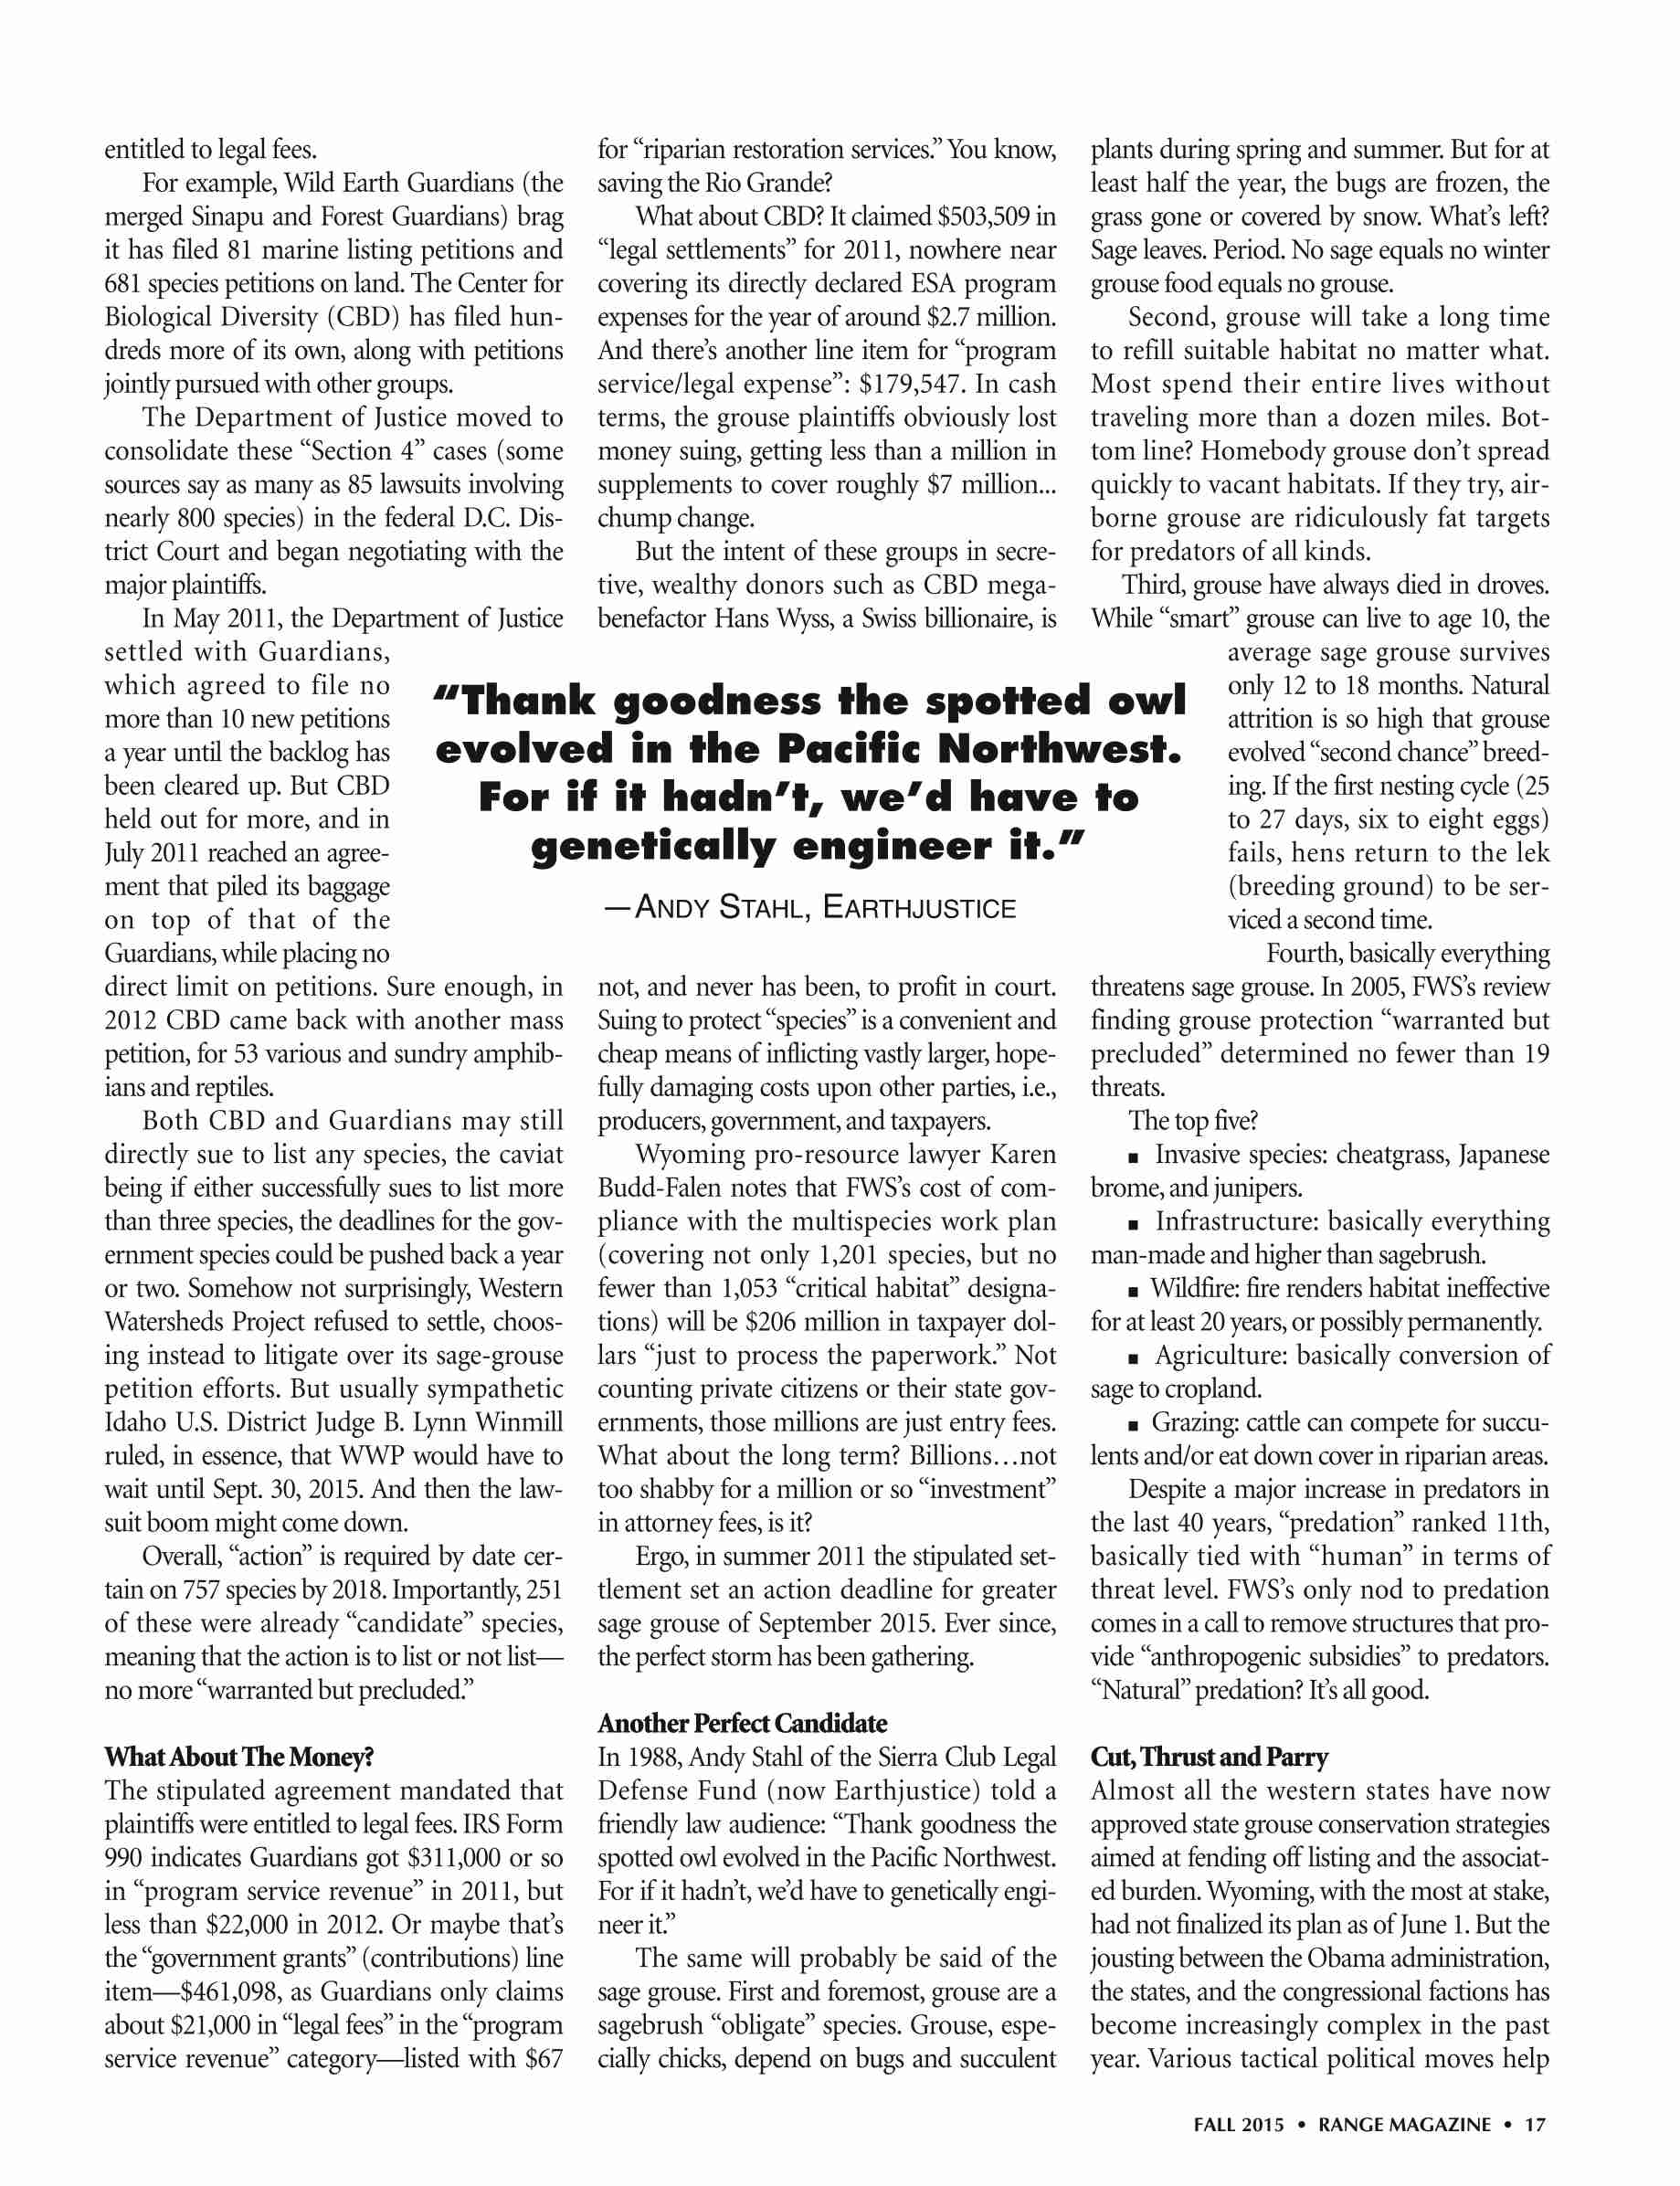 entitled to legal fees.
For example, Wild Earth Guardians (the
merged Sinapu and Forest Guardians) brag
it has filed 81 marine listing petitions and
681 species petitions on land. The Center for
Biological Diversity (CBD) has filed hun-
dreds more of its own, along with petitions
jointly pursued with other groups.
The Department of Justice moved to
consolidate these “Section 4” cases (some
sources say as many as 85 lawsuits involving
nearly 800 species) in the federal D.C. Dis-
trict Court and began negotiating with the
major plaintiffs.
In May 2011, the Department of Justice
settled with Guardians,
which agreed to file no
more than 10 new petitions
a year until the backlog has
been cleared up. But CBD
held out for more, and in
July 2011 reached an agree-
ment that piled its baggage
on top of that of the
Guardians, while placing no
direct limit on petitions. Sure enough, in
2012 CBD came back with another mass
petition, for 53 various and sundry amphib-
ians and reptiles.
Both CBD and Guardians may still
directly sue to list any species, the caviat
being if either successfully sues to list more
than three species, the deadlines for the gov-
ernment species could be pushed back a year
or two. Somehow not surprisingly, Western
Watersheds Project refused to settle, choos-
ing instead to litigate over its sage-grouse
petition efforts. But usually sympathetic
Idaho U.S. District Judge B. Lynn Winmill
ruled, in essence, that WWP would have to
wait until Sept. 30, 2015. And then the law-
suit boom might come down.
Overall, “action” is required by date cer-
tain on 757 species by 2018. Importantly, 251
of these were already “candidate” species,
meaning that the action is to list or not list—
no more “warranted but precluded.”
What About The Money?
The stipulated agreement mandated that
plaintiffs were entitled to legal fees. IRS Form
990 indicates Guardians got $311,000 or so
in “program service revenue” in 2011, but
less than $22,000 in 2012. Or maybe that’s
the “government grants” (contributions) line
item—$461,098, as Guardians only claims
about $21,000 in “legal fees” in the “program
service revenue” category—listed with $67
for “riparian restoration services.” You know,
saving the Rio Grande?
What about CBD? It claimed $503,509 in
“legal settlements” for 2011, nowhere near
covering its directly declared ESA program
expenses for the year of around $2.7 million.
And there’s another line item for “program
service/legal expense”: $179,547. In cash
terms, the grouse plaintiffs obviously lost
money suing, getting less than a million in
supplements to cover roughly $7 million...
chump change.
But the intent of these groups in secre-
tive, wealthy donors such as CBD mega-
benefactor Hans Wyss, a Swiss billionaire, is
“Thank goodness the spotted owl
evolved in the Pacific Northwest.
For if it hadn’t, we’d have to
genetically engineer it.”
—ANDY STAHL, EARTHJUSTICE
not, and never has been, to profit in court.
Suing to protect “species” is a convenient and
cheap means of inflicting vastly larger, hope-
fully damaging costs upon other parties, i.e.,
producers, government, and taxpayers.
Wyoming pro-resource lawyer Karen
Budd-Falen notes that FWS’s cost of com-
pliance with the multispecies work plan
(covering not only 1,201 species, but no
fewer than 1,053 “critical habitat” designa-
tions) will be $206 million in taxpayer dol-
lars “just to process the paperwork.” Not
counting private citizens or their state gov-
ernments, those millions are just entry fees.
What about the long term? Billions…not
too shabby for a million or so “investment”
in attorney fees, is it?
Ergo, in summer 2011 the stipulated set-
tlement set an action deadline for greater
sage grouse of September 2015. Ever since,
the perfect storm has been gathering.
Another Perfect Candidate
In 1988, Andy Stahl of the Sierra Club Legal
Defense Fund (now Earthjustice) told a
friendly law audience: “Thank goodness the
spotted owl evolved in the Pacific Northwest.
For if it hadn’t, we’d have to genetically engi-
neer it.”
The same will probably be said of the
sage grouse. First and foremost, grouse are a
sagebrush “obligate” species. Grouse, espe-
cially chicks, depend on bugs and succulent
plants during spring and summer. But for at
least half the year, the bugs are frozen, the
grass gone or covered by snow. What’s left?
Sage leaves. Period. No sage equals no winter
grouse food equals no grouse.
Second, grouse will take a long time
to refill suitable habitat no matter what.
Most spend their entire lives without
traveling more than a dozen miles. Bot-
tom line? Homebody grouse don’t spread
quickly to vacant habitats. If they try, air-
borne grouse are ridiculously fat targets
for predators of all kinds.
Third, grouse have always died in droves.
While “smart” grouse can live to age 10, the
average sage grouse survives
only 12 to 18 months. Natural
attrition is so high that grouse
evolved “second chance” breed-
ing. If the first nesting cycle (25
to 27 days, six to eight eggs)
fails, hens return to the lek
(breeding ground) to be ser-
viced a second time.
Fourth, basically everything
threatens sage grouse. In 2005, FWS’s review
finding grouse protection “warranted but
precluded” determined no fewer than 19
threats.
The top five?
■ Invasive species: cheatgrass, Japanese
brome, and junipers.
■ Infrastructure: basically everything
man-made and higher than sagebrush.
■ Wildfire: fire renders habitat ineffective
for at least 20 years, or possibly permanently.
■ Agriculture: basically conversion of
sage to cropland.
■ Grazing: cattle can compete for succu-
lents and/or eat down cover in riparian areas.
Despite a major increase in predators in
the last 40 years, “predation” ranked 11th,
basically tied with “human” in terms of
threat level. FWS’s only nod to predation
comes in a call to remove structures that pro-
vide “anthropogenic subsidies” to predators.
“Natural” predation? It’s all good.
Cut, Thrust and Parry
Almost all the western states have now
approved state grouse conservation strategies
aimed at fending off listing and the associat-
ed burden. Wyoming, with the most at stake,
had not finalized its plan as of June 1. But the
jousting between the Obama administration,
the states, and the congressional factions has
become increasingly complex in the past
year. Various tactical political moves help
FALL 2015 • RANGE MAGAZINE • 17